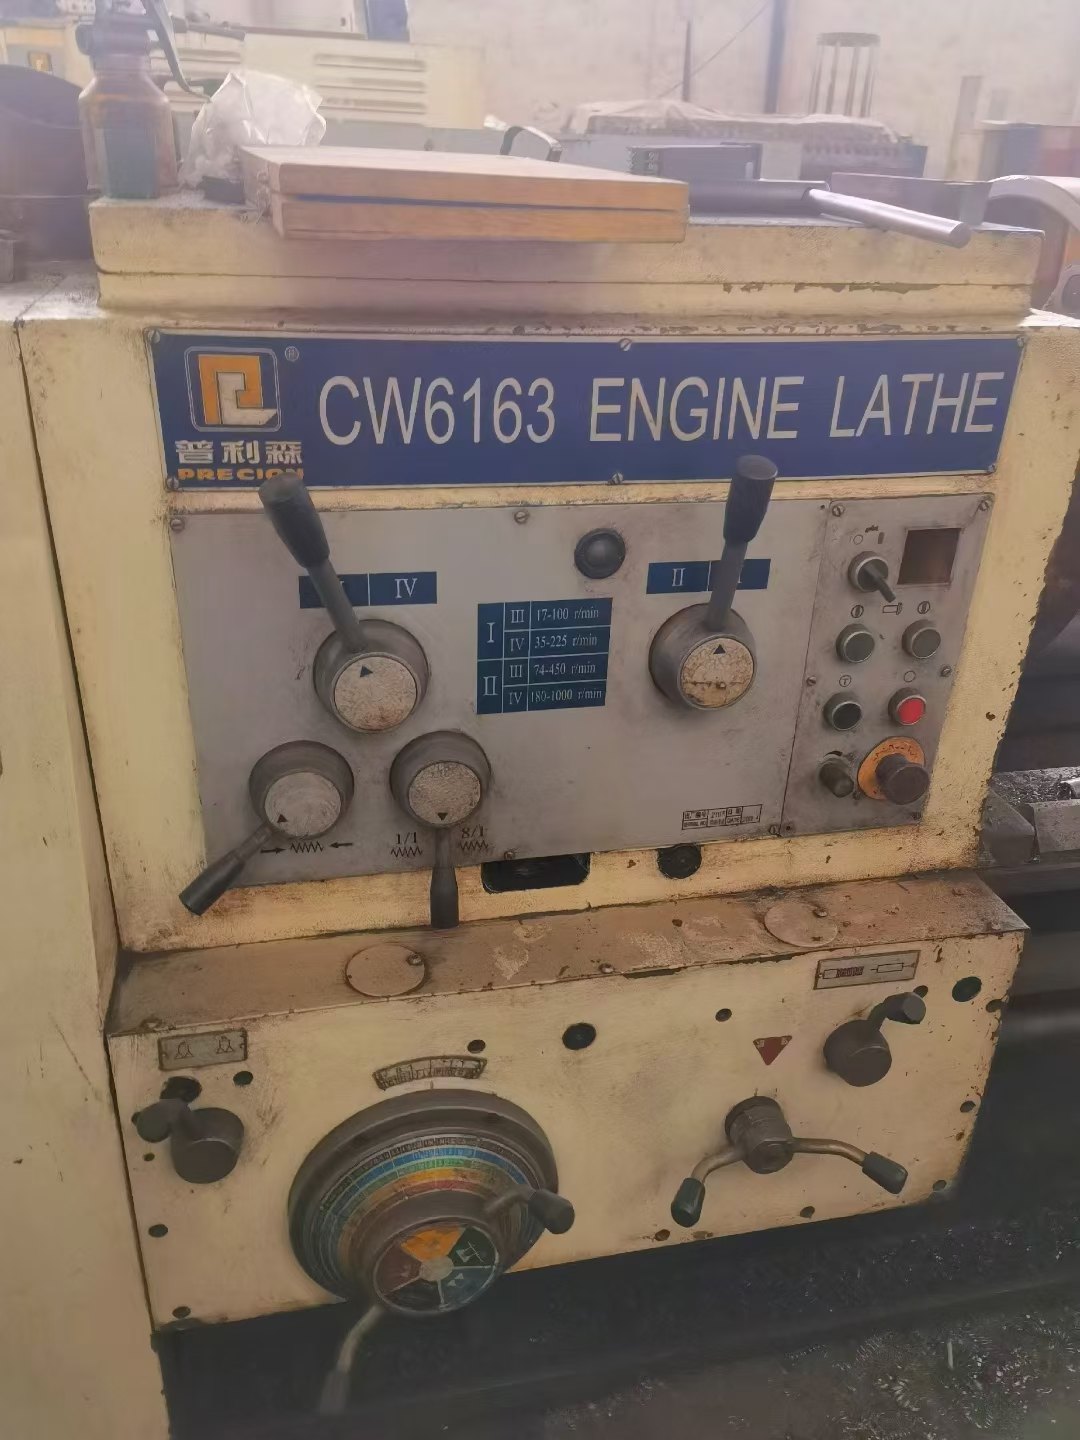 ®
CW6163 ENGINE LATHE
普利森
PRECION
IV
II
I
III 17-100 r/min
IV 35-225 r/min
II
III 74-450 r/min
IV 180-1000 r/min
1/1
8/1